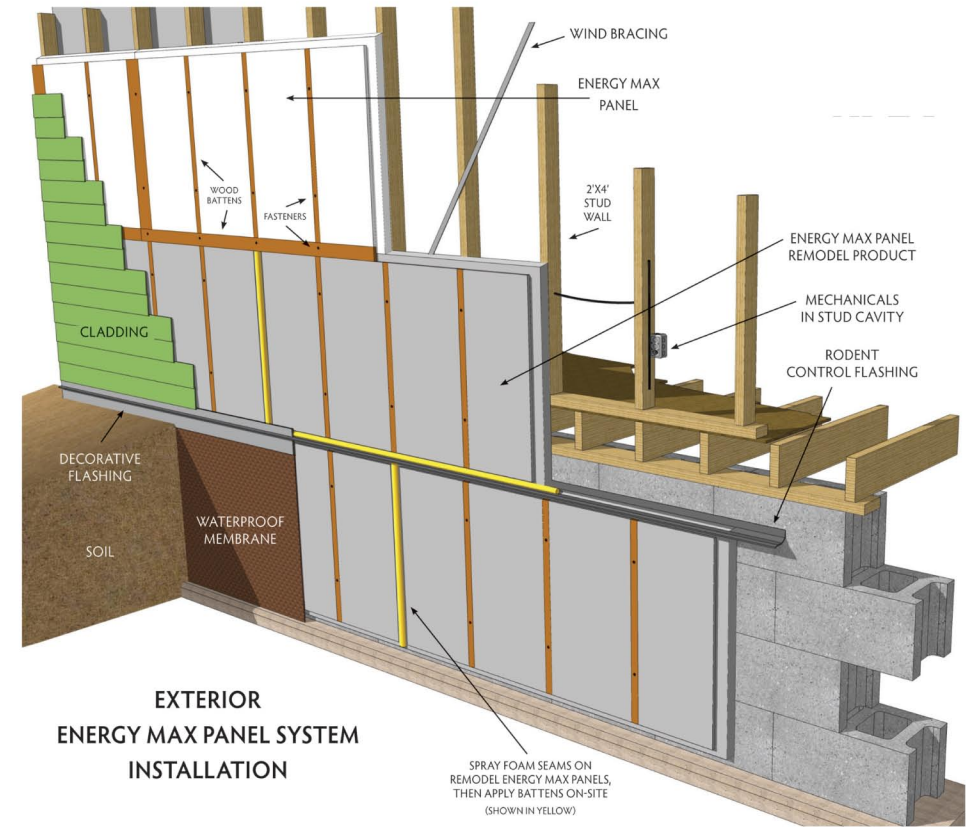 WIND BRACING
ENERGY MAX
PANEL
2'X4'
STUD
WALL
WOOD
BATTENS
FASTENERS
ENERGY MAX PANEL
REMODEL PRODUCT
MECHANICALS
IN STUD CAVITY
RODENT
CONTROL FLASHING
CLADDING
DECORATIVE
FLASHING
WATERPROOF
MEMBRANE
SOIL
EXTERIOR
ENERGY MAX PANEL SYSTEM
INSTALLATION
SPRAY FOAM SEAMS ON
REMODEL ENERGY MAX PANELS,
THEN APPLY BATTENS ON-SITE
(SHOWN IN YELLOW)